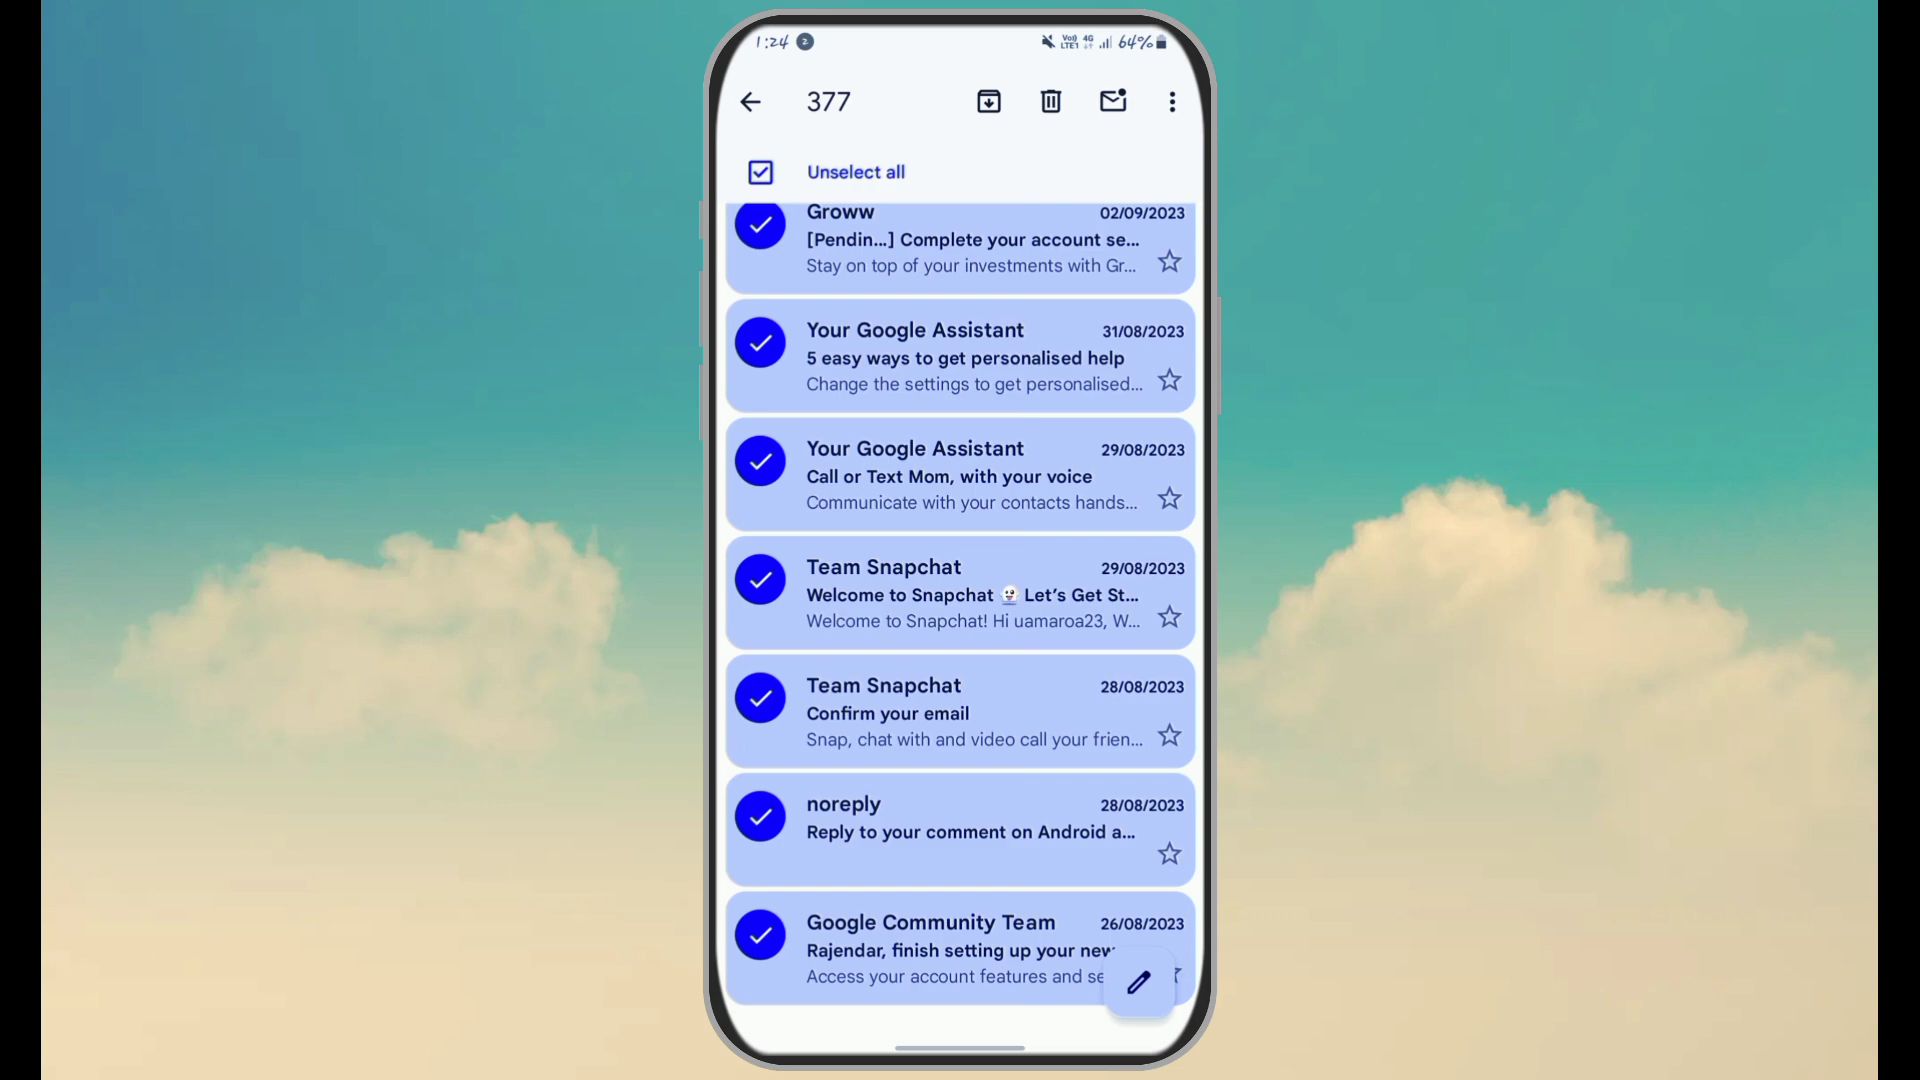 1:24 2
Vo)) LTE1 4G 64%
377
Unselect all
Groww 02/09/2023
[Pendin...] Complete your account se...
Stay on top of your investments with Gr...
Your Google Assistant 31/08/2023
5 easy ways to get personalised help
Change the settings to get personalised...
Your Google Assistant 29/08/2023
Call or Text Mom, with your voice
Communicate with your contacts hands...
Team Snapchat 29/08/2023
Welcome to Snapchat 👻 Let’s Get St...
Welcome to Snapchat! Hi uamaroa23, W...
Team Snapchat 28/08/2023
Confirm your email
Snap, chat with and video call your frien...
noreply 28/08/2023
Reply to your comment on Android a...
Google Community Team 26/08/2023
Rajendar, finish setting up your new
Access your account features and se